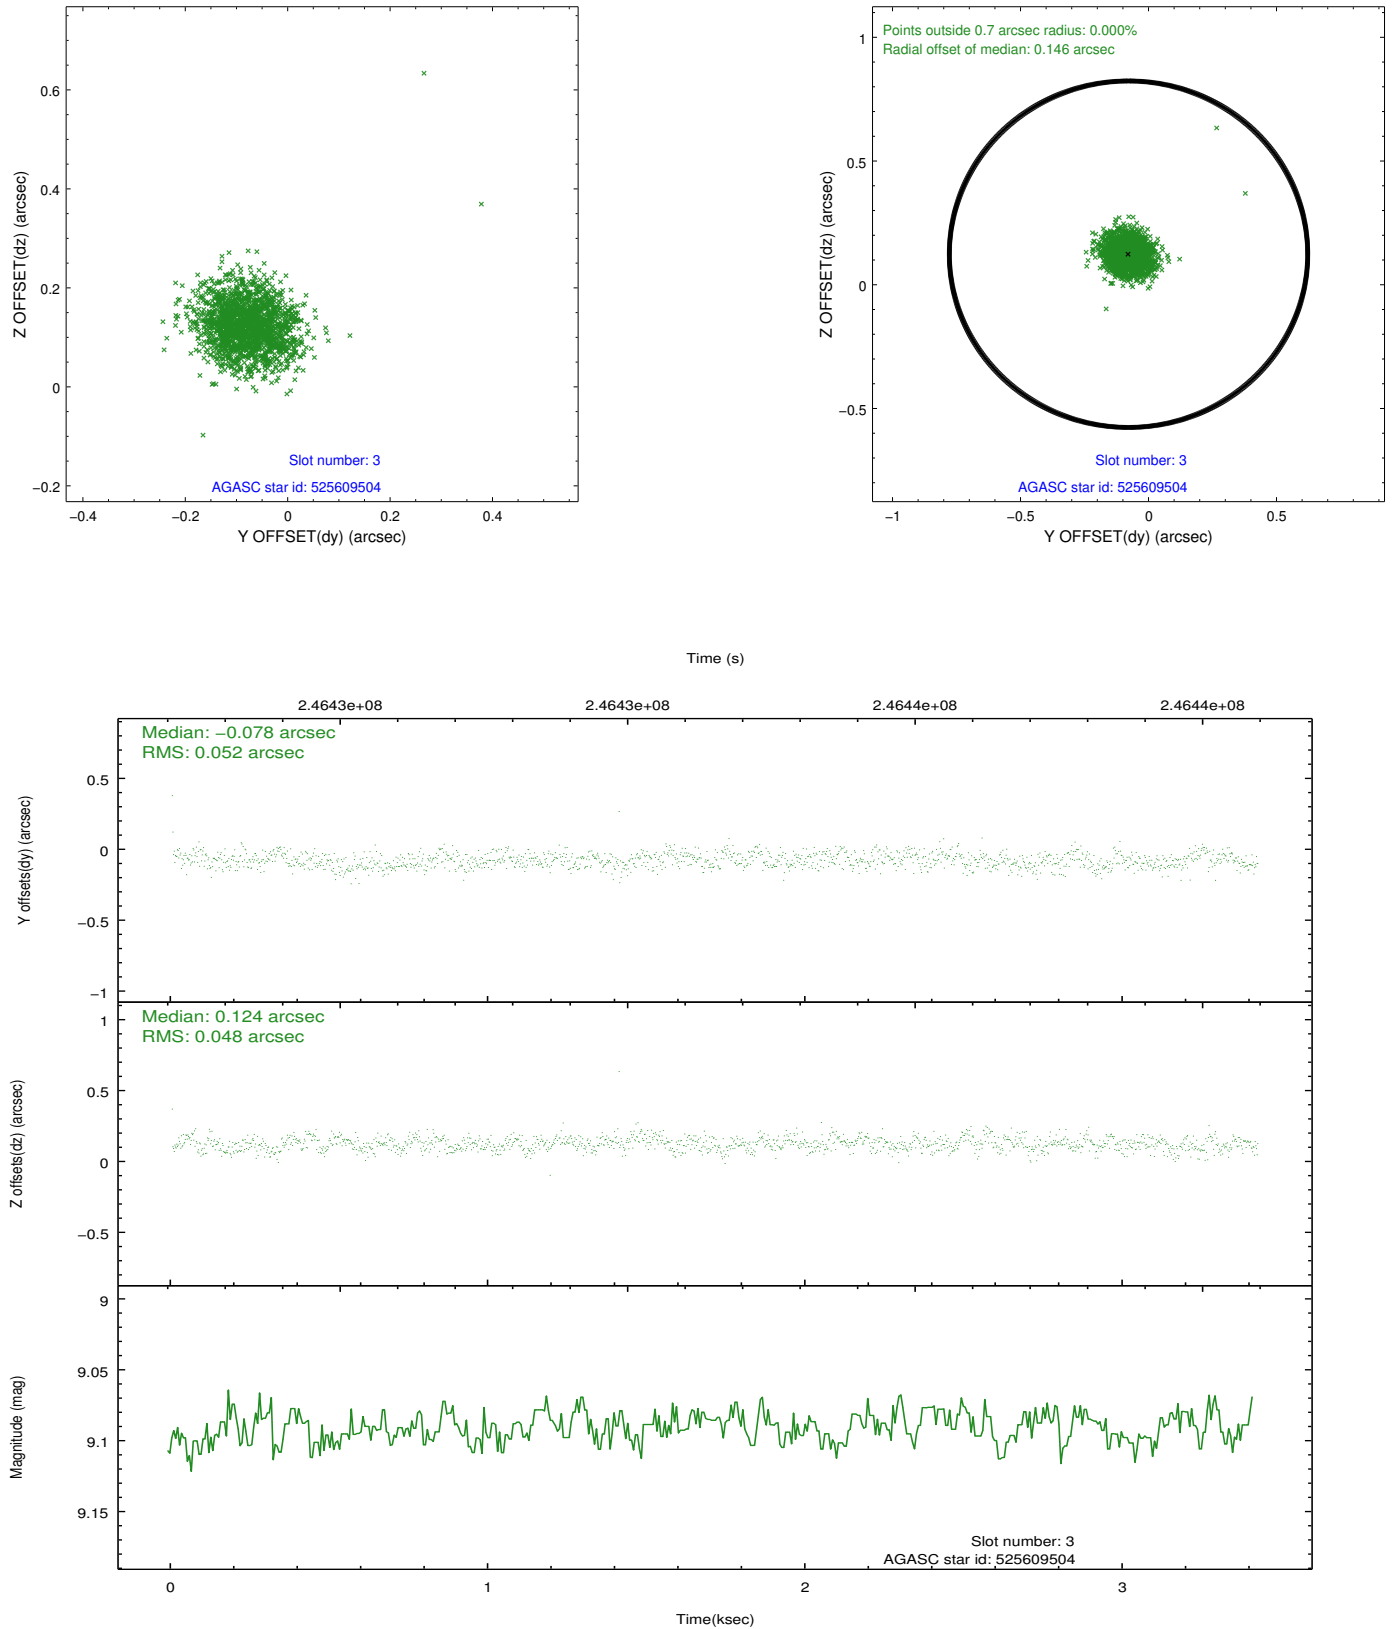 0.6
0.4
0.2
0
−0.2
−0.4
−0.2
0
0.2
0.4
Z OFFSET(dz) (arcsec)
Y OFFSET(dy) (arcsec)
Slot number: 3
AGASC star id: 525609504
Points outside 0.7 arcsec radius: 0.000%
Radial offset of median: 0.146 arcsec
1
0.5
0
−0.5
−1
−0.5
0
0.5
Z OFFSET(dz) (arcsec)
Y OFFSET(dy) (arcsec)
Slot number: 3
AGASC star id: 525609504
Time (s)
2.4643e+08
2.4643e+08
2.4644e+08
2.4644e+08
Median: −0.078 arcsec
RMS: 0.052 arcsec
0.5
0
−0.5
−1
Y offsets(dy) (arcsec)
Median: 0.124 arcsec
RMS: 0.048 arcsec
1
0.5
0
−0.5
Z offsets(dz) (arcsec)
9
9.05
9.1
9.15
Magnitude (mag)
Slot number: 3
AGASC star id: 525609504
0
1
2
3
Time(ksec)